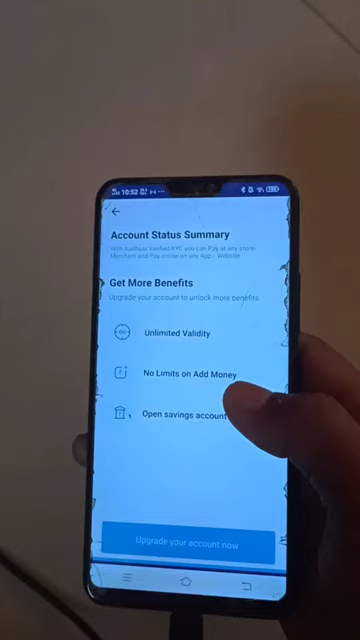 10:52
Account Status Summary
With Aadhaar Verified KYC you can Pay at any store-
Merchant and Pay online on any App - Website
Get More Benefits
Upgrade your account to unlock more benefits
Unlimited Validity
No Limits on Add Money
Open savings account
Upgrade your account now